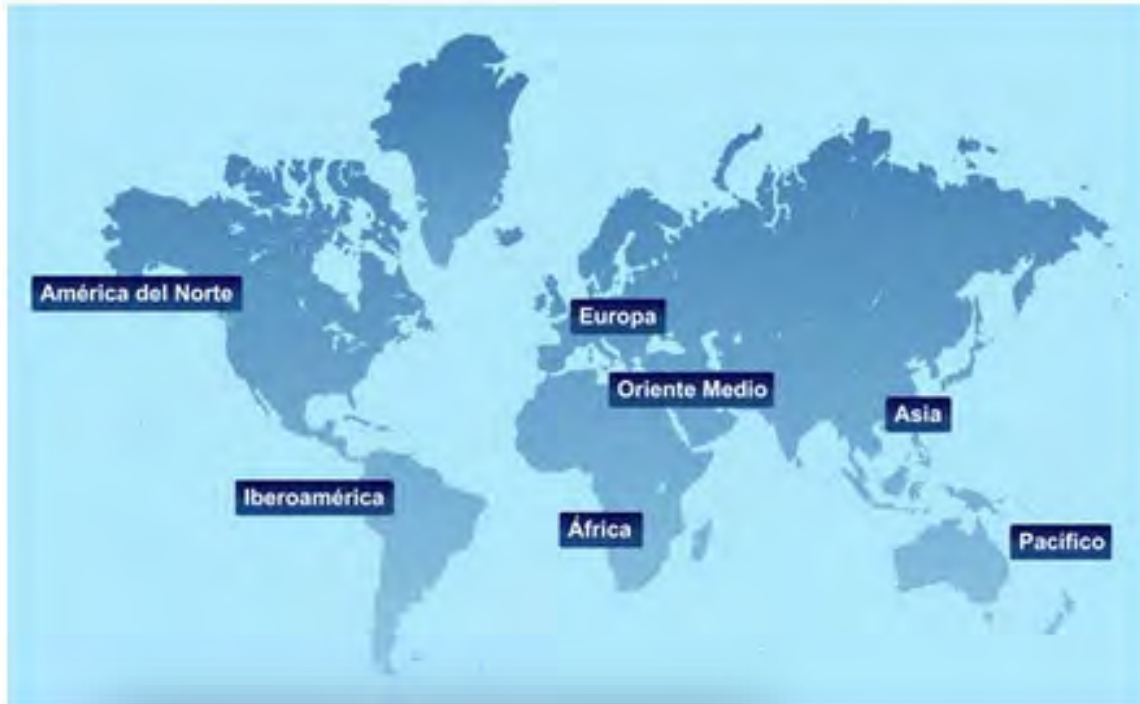 América del Norte
Europa
Oriente Medio
Asia
Iberoamérica
África
Pacífico